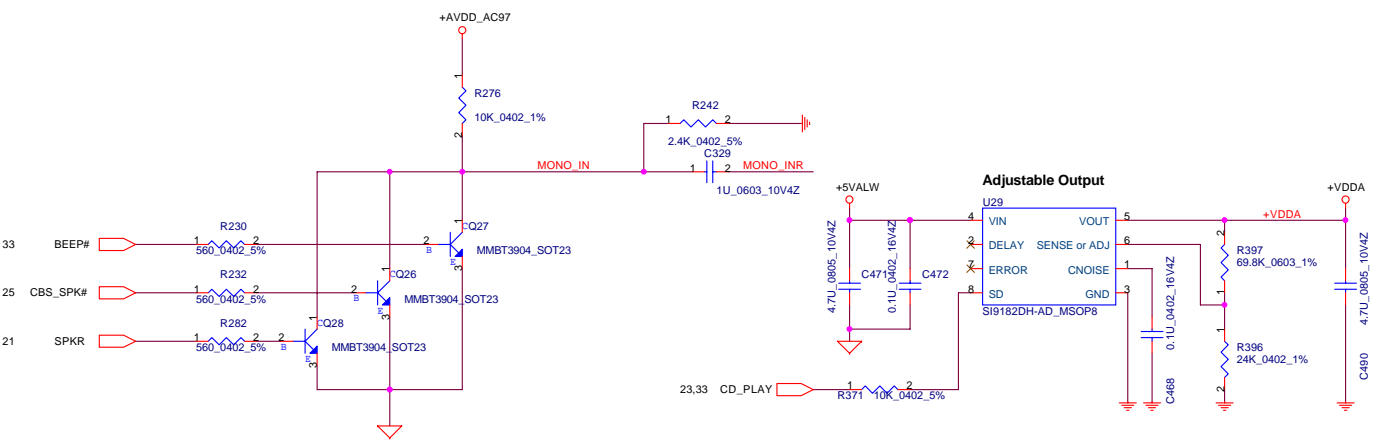 +AVDD_AC97
1
R276
10K_0402_1%
2
R242
1
2
2.4K_0402_5%
C329
MONO_IN
1
2
MONO_INR
1U_0603_10V4Z
1
CQ27
R230
33
BEEP#
1
2
2
B
560_0402_5%
MMBT3904_SOT23
E
3
1
CQ26
R232
25
CBS_SPK#
1
2
2
B
560_0402_5%
MMBT3904_SOT23
E
3
1
CQ28
R282
21
SPKR
1
2
2
B
560_0402_5%
MMBT3904_SOT23
E
3
Adjustable Output
+5VALW
U29
+VDDA
4
VIN
VOUT
5
+VDDA
2
DELAY
SENSE or ADJ
6
7
ERROR
CNOISE
1
8
SD
GND
3
SI9182DH-AD_MSOP8
4.7U_0805_10V4Z
C471
0.1U_0402_16V4Z
C472
2
R397
69.8K_0603_1%
1
1
R396
24K_0402_1%
2
0.1U_0402_16V4Z
C468
4.7U_0805_10V4Z
C490
23,33
CD_PLAY
1
2
R371
10K_0402_5%